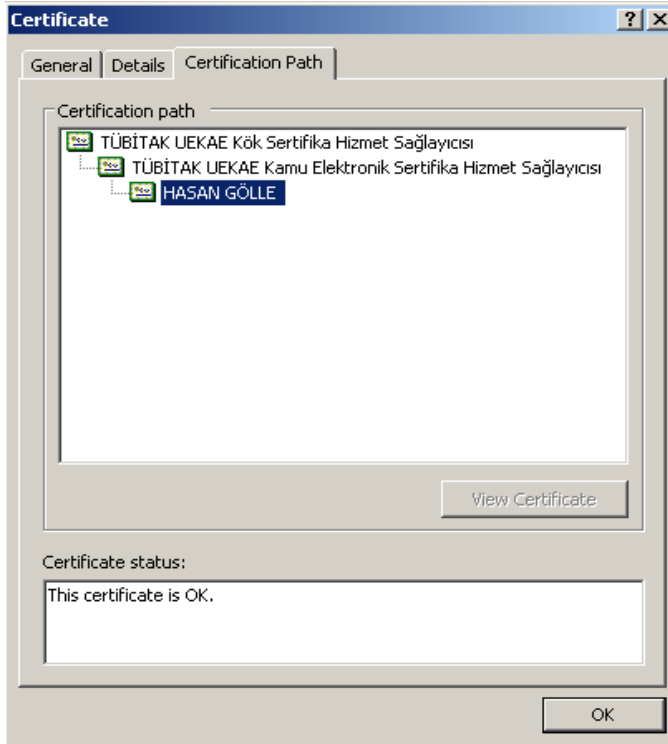 Certificate
General
Details
Certification Path
Certification path
TÜBİTAK UEKAE Kök Sertifika Hizmet Sağlayıcısı
TÜBİTAK UEKAE Kamu Elektronik Sertifika Hizmet Sağlayıcısı
HASAN GÖLLE
View Certificate
Certificate status:
This certificate is OK.
OK